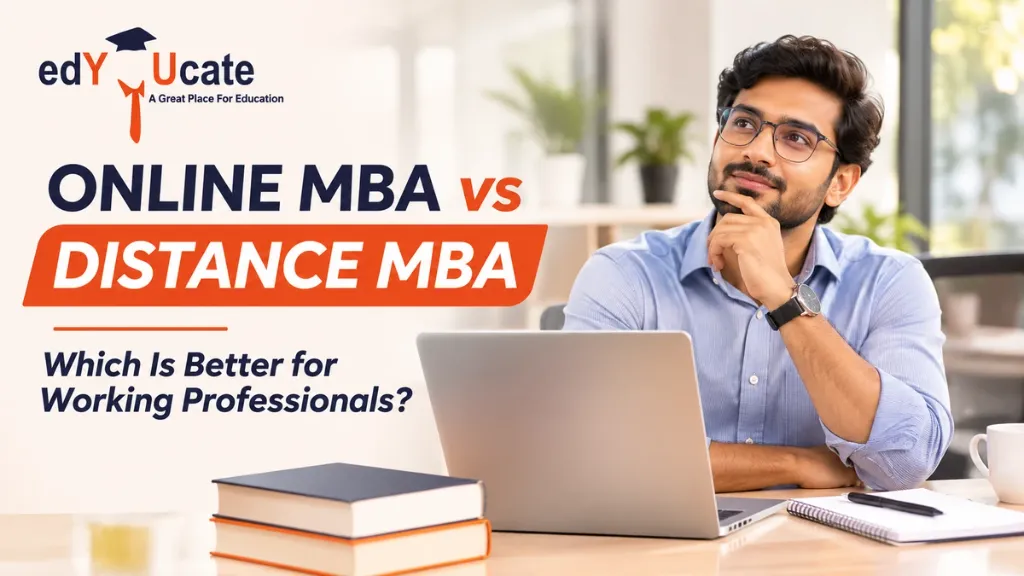 edYUcate
A Great Place For Education
ONLINE MBA vs
DISTANCE MBA
Which Is Better for
Working Professionals?